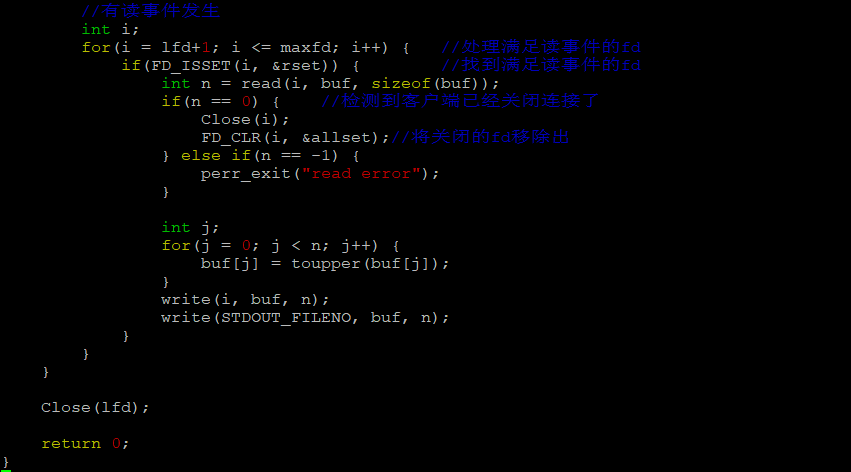 //有读事件发生
int i;
for(i = lfd+1; i <= maxfd; i++) {   //处理满足读事件的fd
if(FD_ISSET(i, &rset)) {        //找到满足读事件的fd
int n = read(i, buf, sizeof(buf));
if(n == 0) {    //检测到客户端已经关闭连接了
Close(i);
FD_CLR(i, &allset);//将关闭的fd移除出
} else if(n == -1) {
perr_exit("read error");
}
int j;
for(j = 0; j < n; j++) {
buf[j] = toupper(buf[j]);
}
write(i, buf, n);
write(STDOUT_FILENO, buf, n);
}
}
}
Close(lfd);
return 0;
}